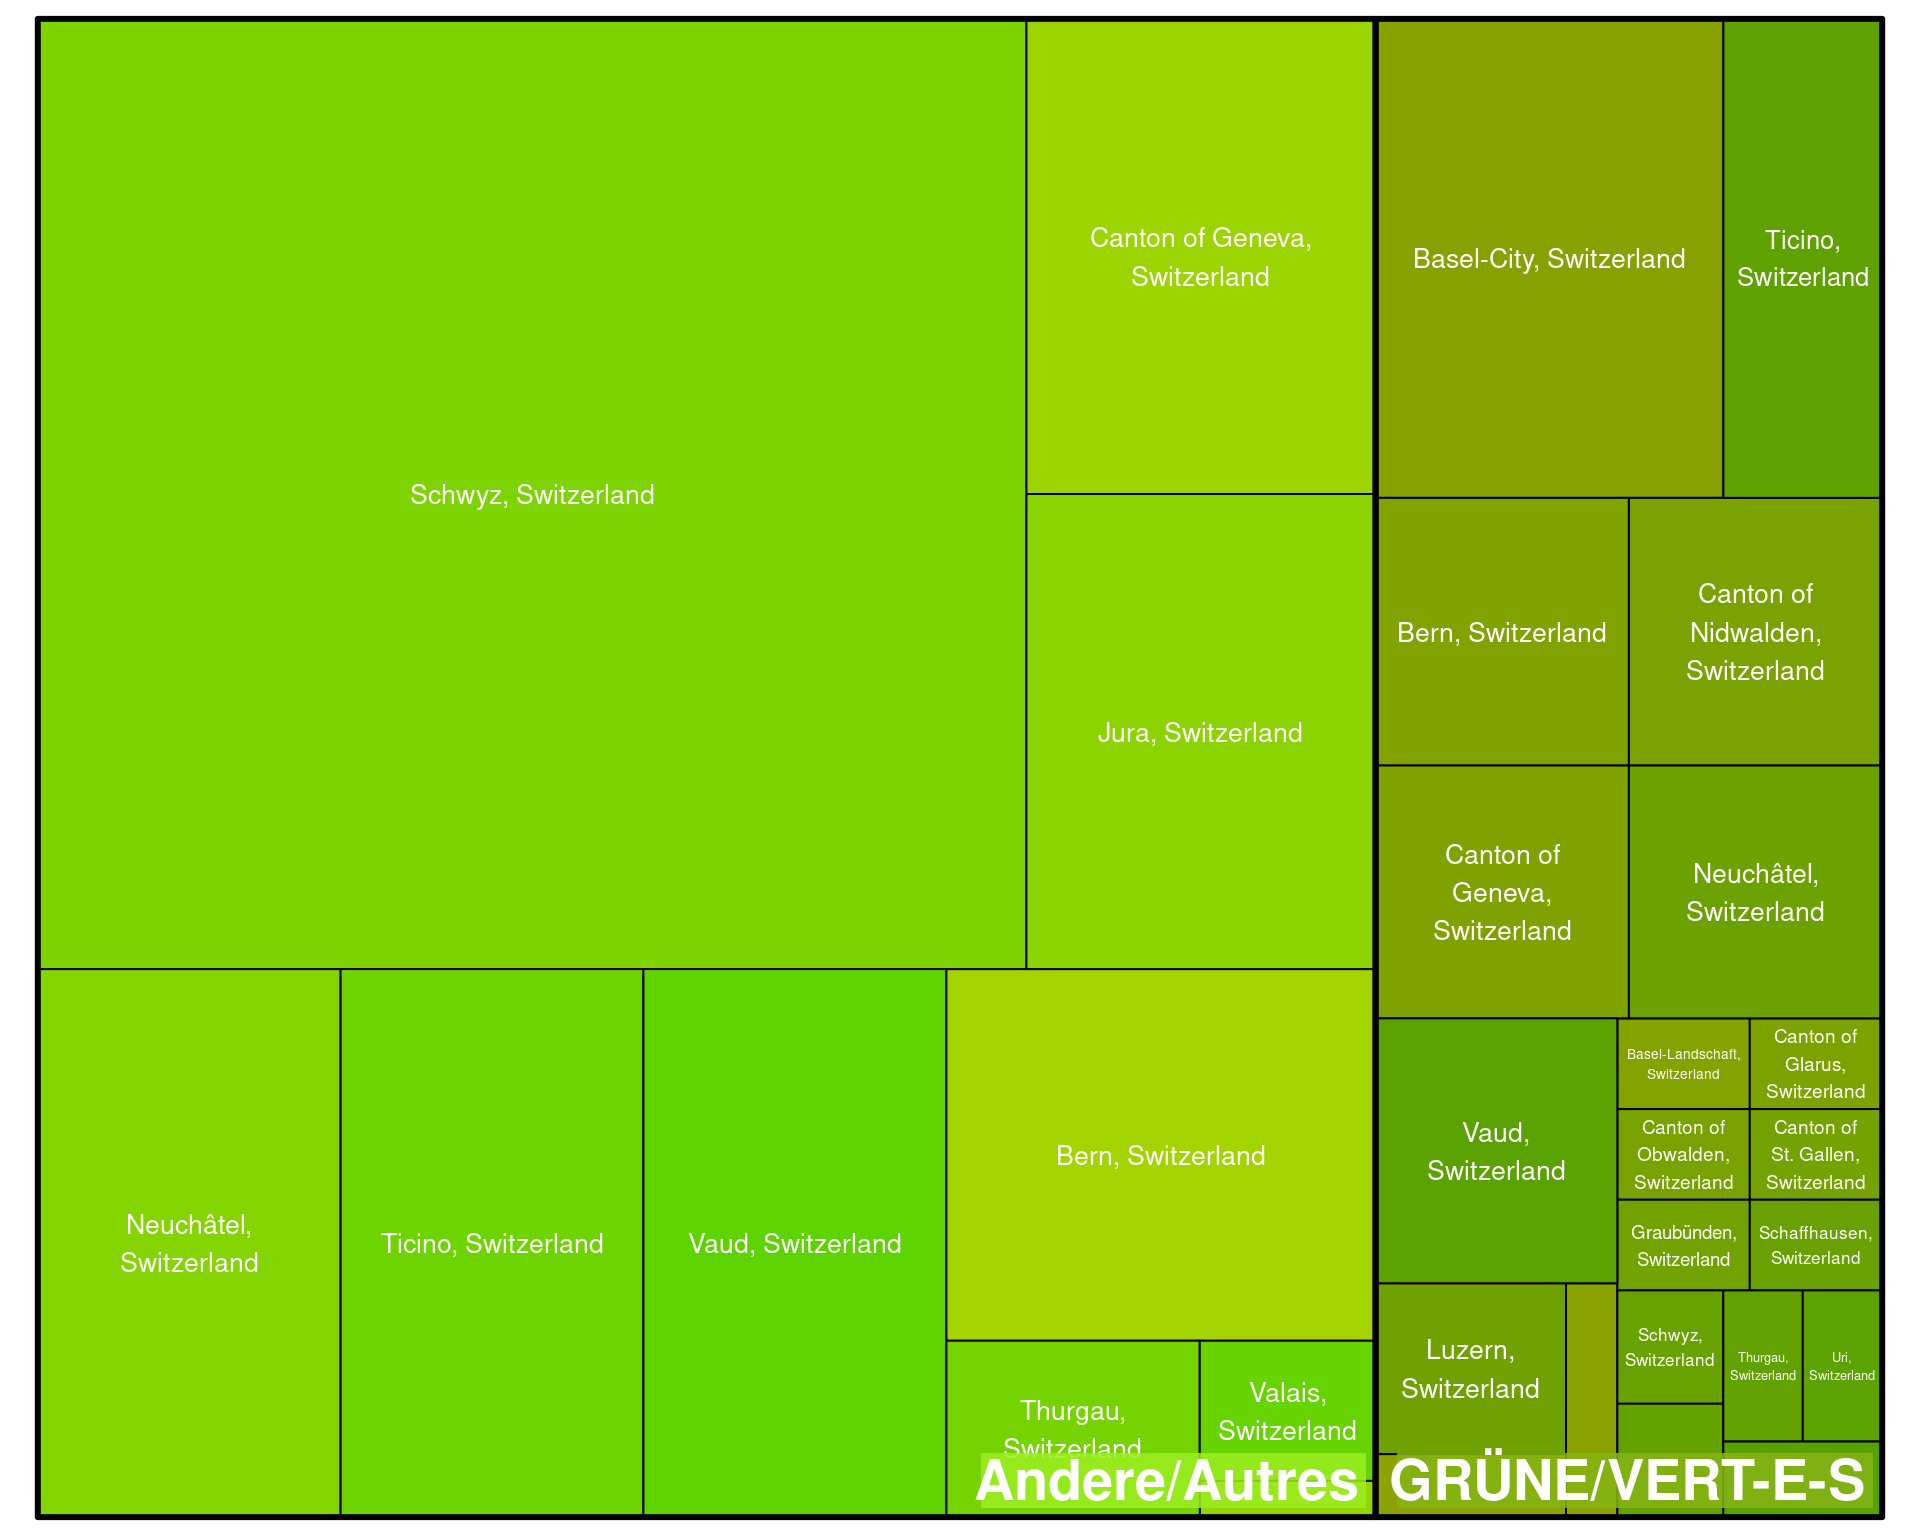 Schwyz, Switzerland
Canton of Geneva,
Switzerland
Jura, Switzerland
Neuchâtel,
Switzerland
Ticino, Switzerland
Vaud, Switzerland
Bern, Switzerland
Thurgau,
Switzerland
Valais,
Switzerland
Andere/Autres
Basel-City, Switzerland
Ticino,
Switzerland
Bern, Switzerland
Canton of
Nidwalden,
Switzerland
Canton of
Geneva,
Switzerland
Neuchâtel,
Switzerland
Vaud,
Switzerland
Basel-Landschaft,
Switzerland
Canton of
Glarus,
Switzerland
Canton of
Obwalden,
Switzerland
Canton of
St. Gallen,
Switzerland
Graubünden,
Switzerland
Schaffhausen,
Switzerland
Luzern,
Switzerland
Schwyz,
Switzerland
Thurgau,
Switzerland
Uri,
Switzerland
GRÜNE/VERT-E-S